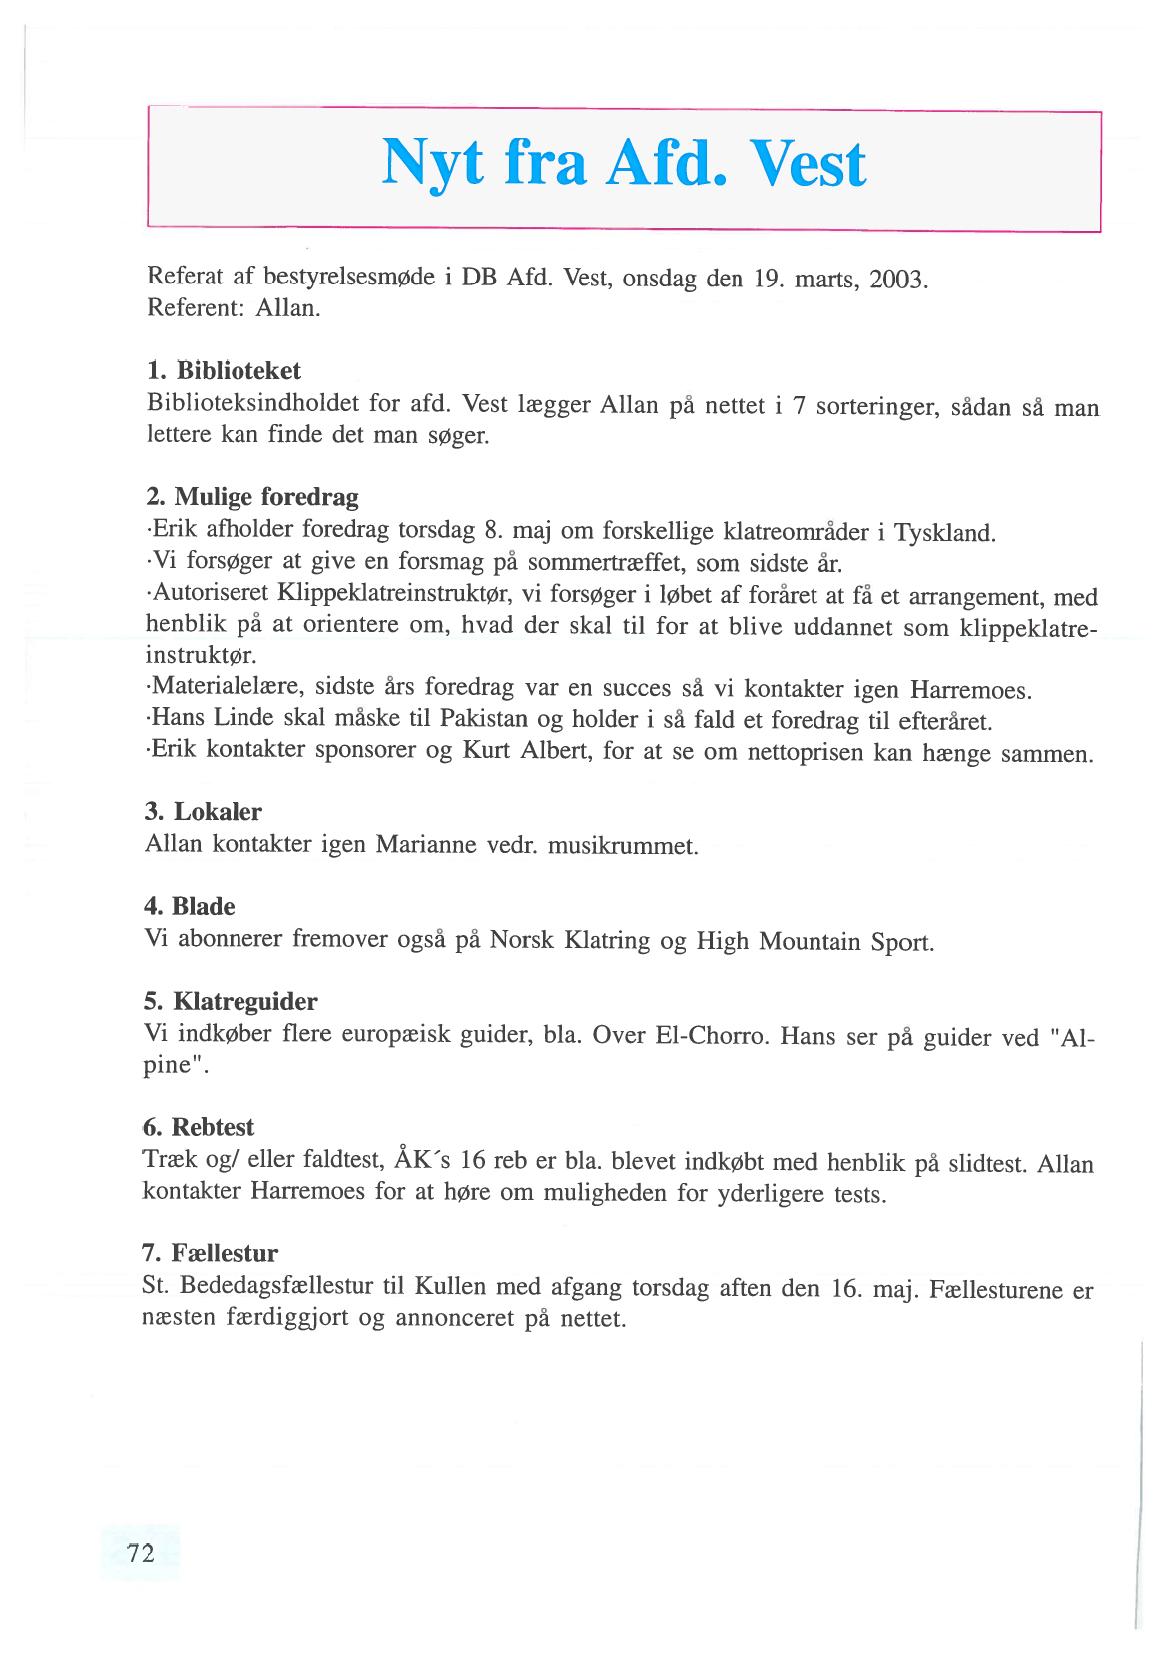 Nyt fra Afd. Vest
Referat af bestyrelsesmøde i DB Afd. Vest, onsdag den 19. marts, 2003.
Referent: Allan.
1. Biblioteket
Biblioteksindholdet for afd. Vest lægger Allan på nettet i 7 sorteringer, sådan så man
lettere kan finde det man søger.
2. Mulige foredrag
·Erik afholder foredrag torsdag 8. maj om forskellige klatreområder i Tyskland.
·Vi forsøger at give en forsmag på sommertræffet, som sidste år.
·Autoriseret Klippeklatreinstruktør, vi forsøger i løbet af foråret at få et arrangement, med
henblik på at orientere om, hvad der skal til for at blive uddannet som klippeklatre-
instruktør.
·Materialelære, sidste års foredrag var en succes så vi kontakter igen Harremoes.
·Hans Linde skal måske til Pakistan og holder i så fald et foredrag til efteråret.
·Erik kontakter sponsorer og Kurt Albert, for at se om nettoprisen kan hænge sammen.
3. Lokaler
Allan kontakter igen Marianne vedr. musikrummet.
4. Blade
Vi abonnerer fremover også på Norsk Klatring og High Mountain Sport.
5. Klatreguider
Vi indkøber flere europæisk guider, bla. Over El-Chorro. Hans ser på guider ved "Al-
pine".
6. Rebtest
Træk og/ eller faldtest, ÅK´s 16 reb er bla. blevet indkøbt med henblik på slidtest. Allan
kontakter Harremoes for at høre om muligheden for yderligere tests.
7. Fællestur
St. Bededagsfællestur til Kullen med afgang torsdag aften den 16. maj. Fællesturene er
næsten færdiggjort og annonceret på nettet.
72